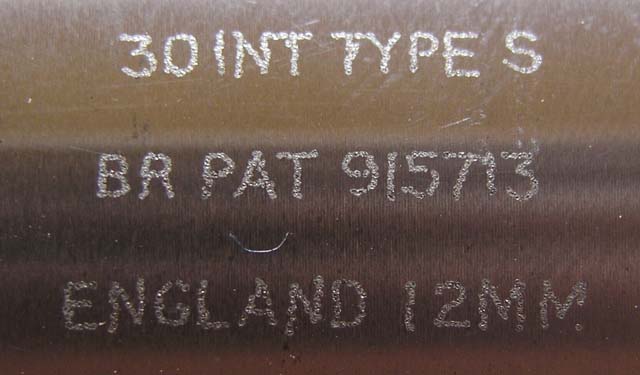 30 INT TYPE S
BR PAT 915713
ENGLAND 12MM